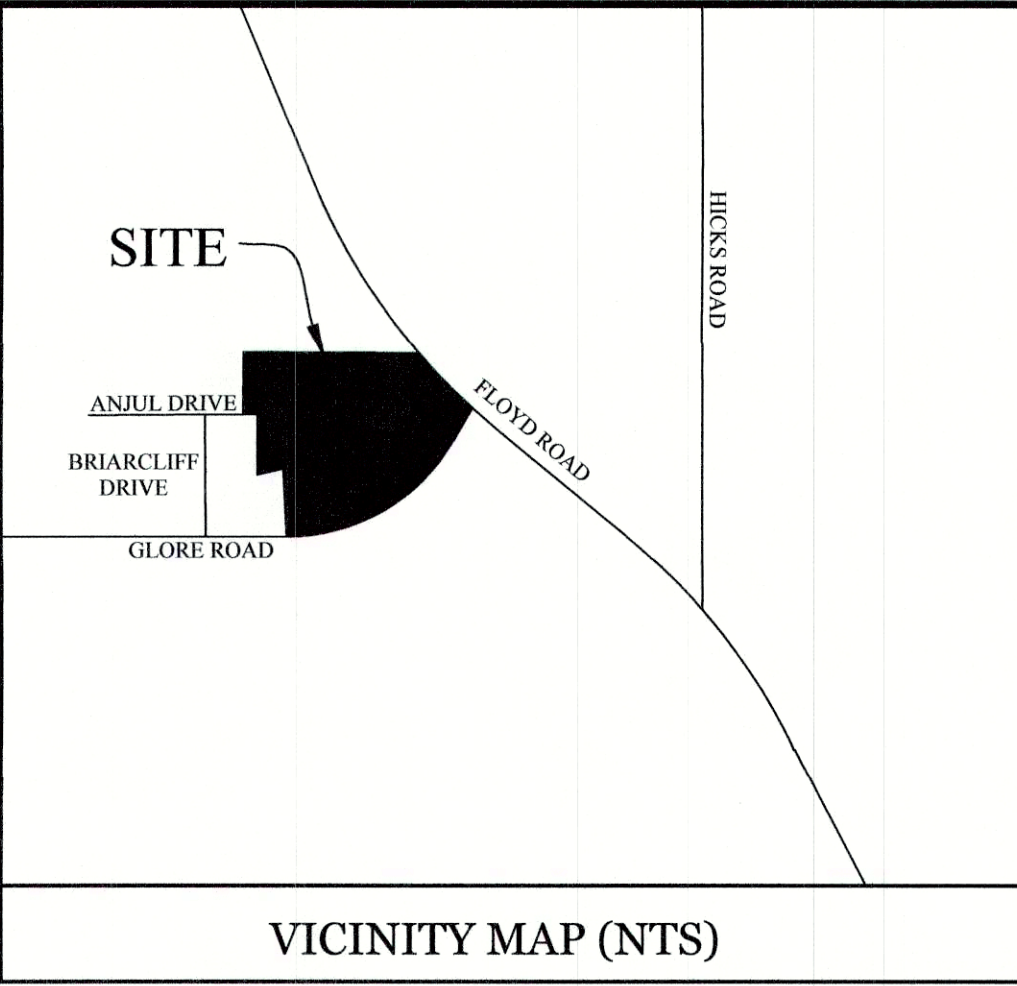 HICKS ROAD
SITE
FLOYD ROAD
ANJUL DRIVE
BRIARCLIFF
DRIVE
GLORE ROAD
VICINITY MAP (NTS)